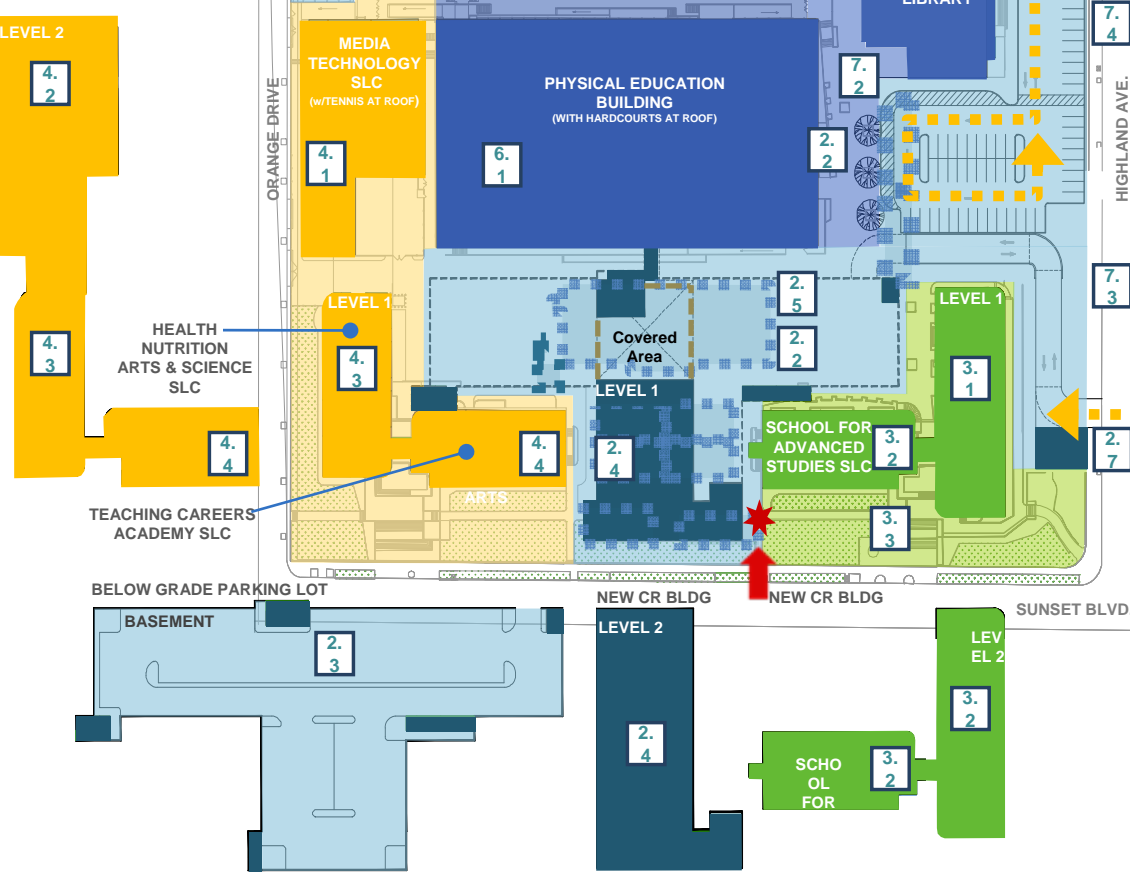 LIBRARY
LEVEL 2
7.
4
4.
2
MEDIA
TECHNOLOGY
SLC
(w/TENNIS AT ROOF)
PHYSICAL EDUCATION
BUILDING
(WITH HARDCOURTS AT ROOF)
7.
2
ORANGE DRIVE
HIGHLAND AVE.
4.
1
6.
1
2.
2
LEVEL 1
2.
5
7.
3
LEVEL 1
HEALTH
NUTRITION
ARTS & SCIENCE
SLC
4.
3
4.
3
Covered
Area
2.
2
3.
1
LEVEL 1
4.
4
TEACHING CAREERS
ACADEMY SLC
4.
4
ARTS
2.
4
SCHOOL FOR
ADVANCED
STUDIES SLC
3.
2
2.
7
3.
3
BELOW GRADE PARKING LOT
NEW CR BLDG
NEW CR BLDG
SUNSET BLVD
BASEMENT
2.
3
LEVEL 2
LEV
EL 2
2.
4
3.
2
SCHO
OL
FOR
3.
2